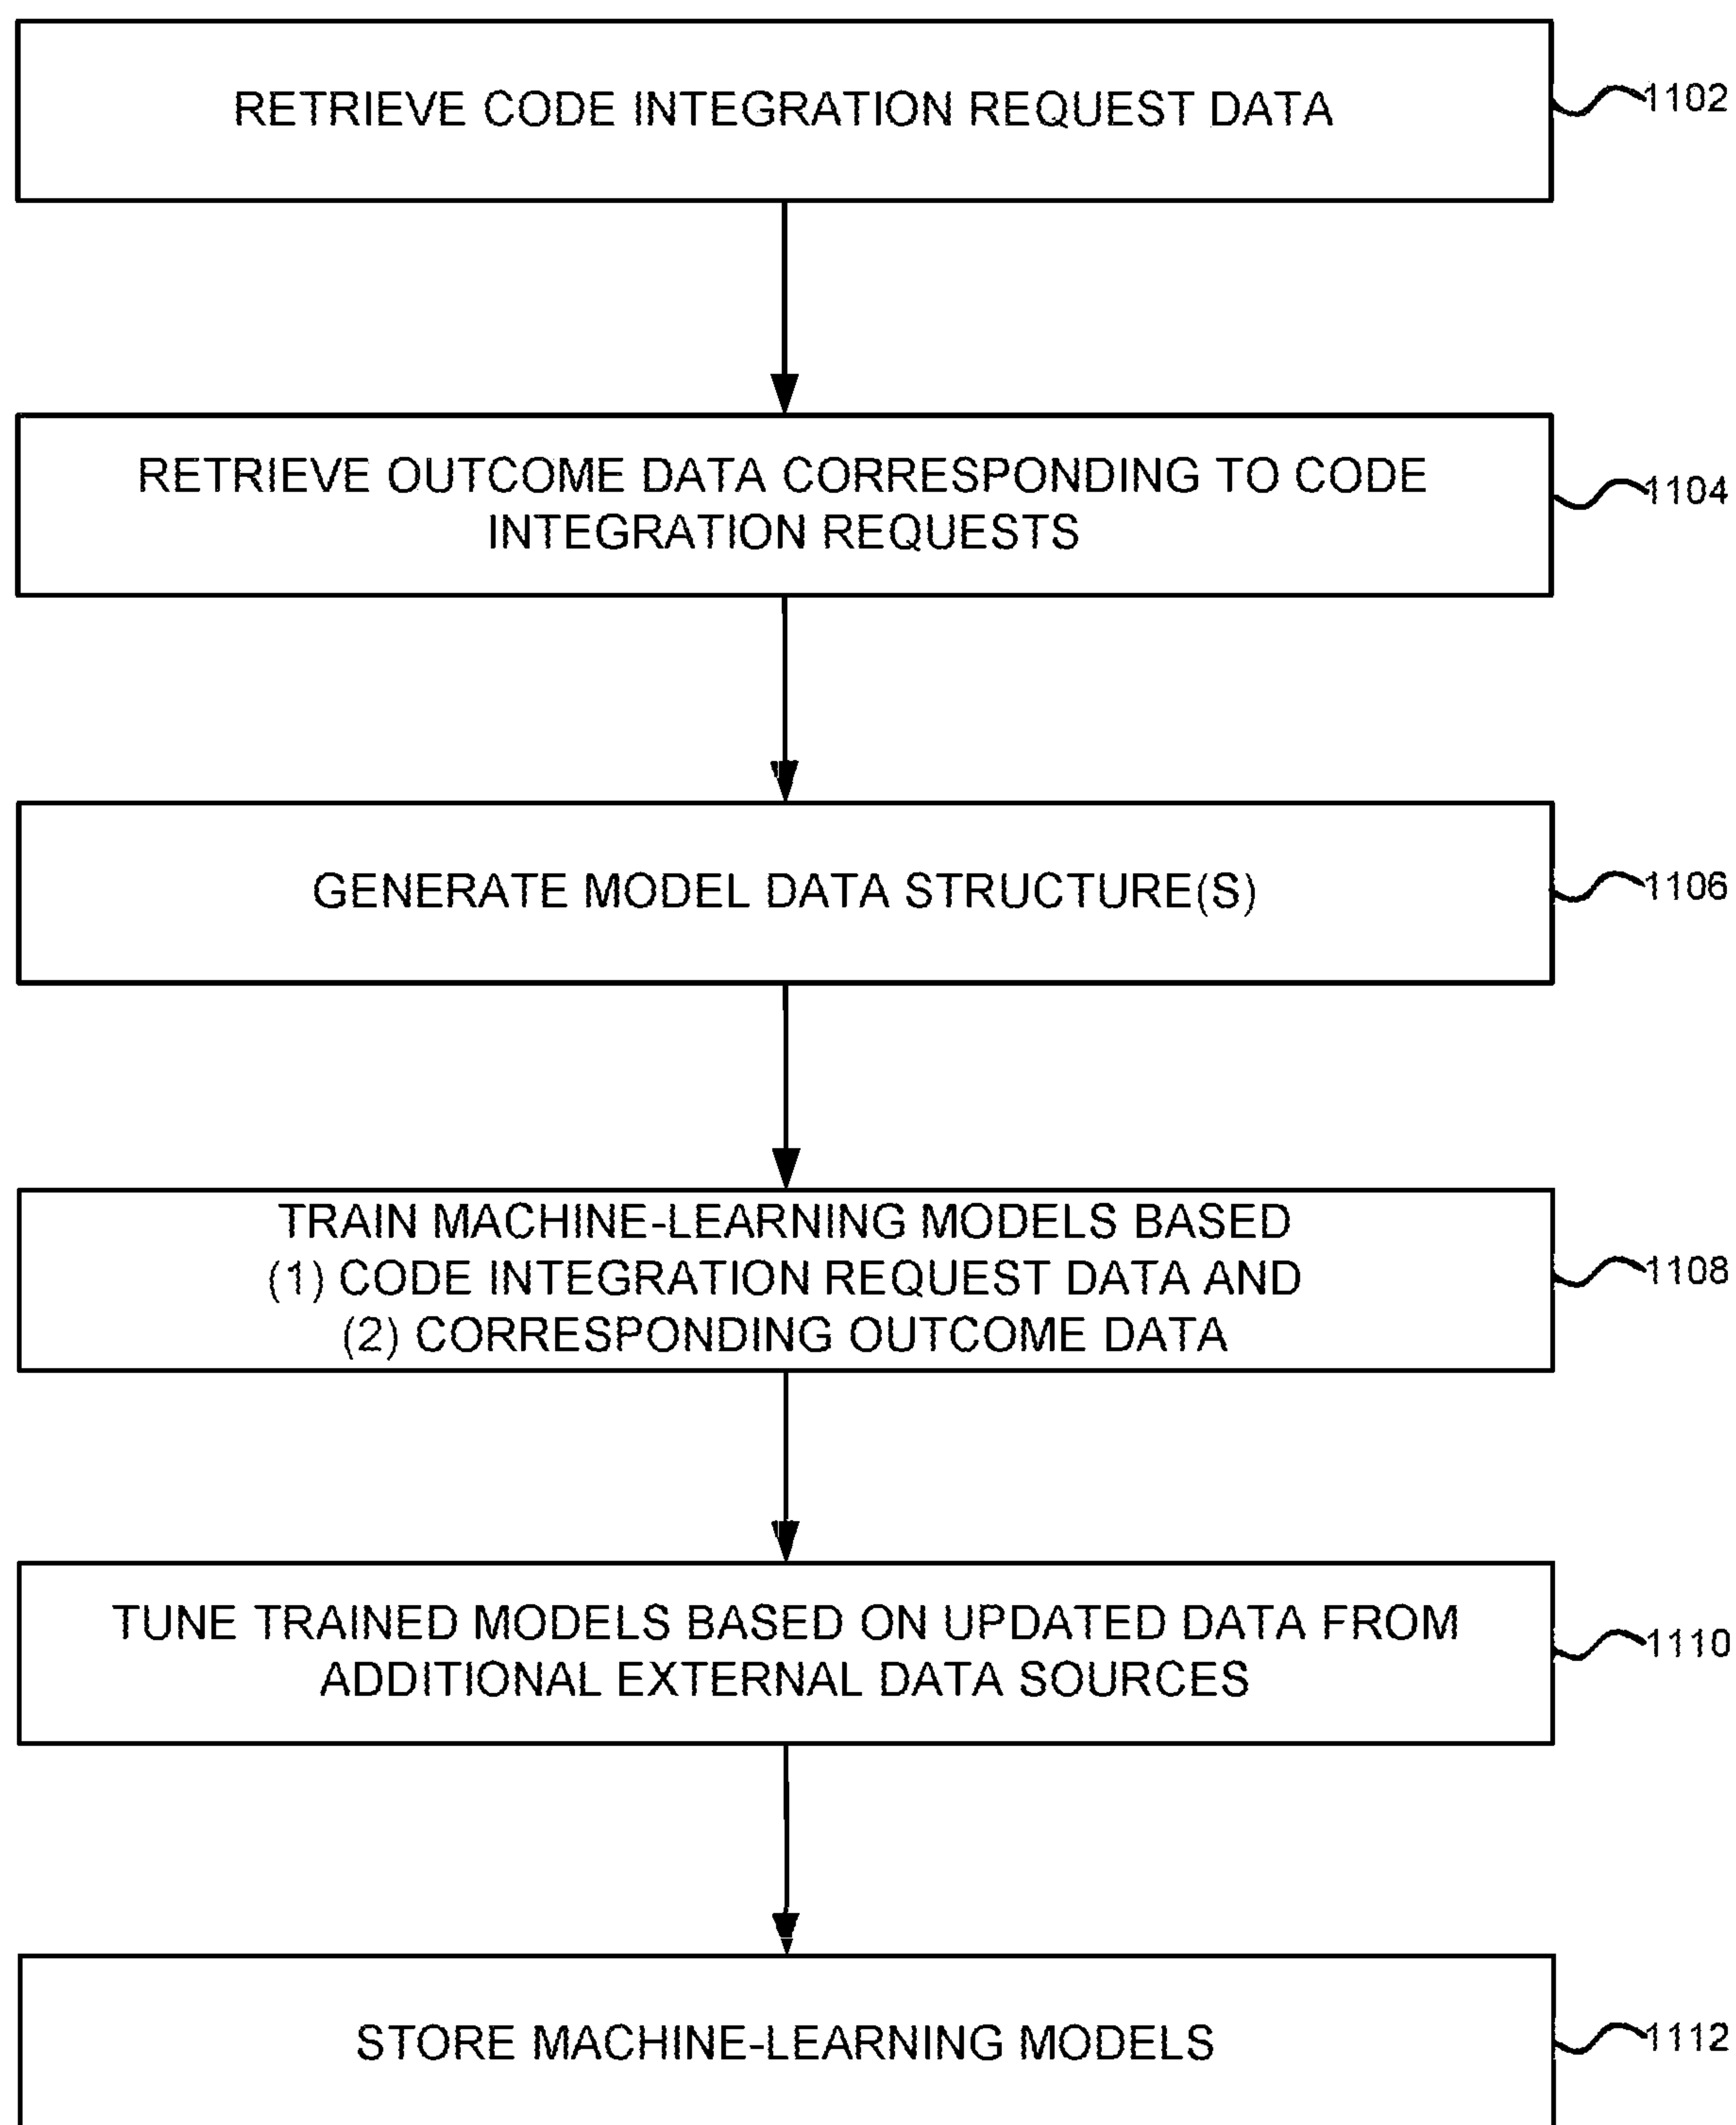 RETRIEVE CODE INTEGRATION REQUEST DATA
1102
RETRIEVE OUTCOME DATA CORRESPONDING TO CODE
INTEGRATION REQUESTS
1104
GENERATE MODEL DATA STRUCTURE(S)
1106
TRAIN MACHINE-LEARNING MODELS BASED
(1) CODE INTEGRATION REQUEST DATA AND
(2) CORRESPONDING OUTCOME DATA
1108
TUNE TRAINED MODELS BASED ON UPDATED DATA FROM
ADDITIONAL EXTERNAL DATA SOURCES
1110
STORE MACHINE-LEARNING MODELS
1112